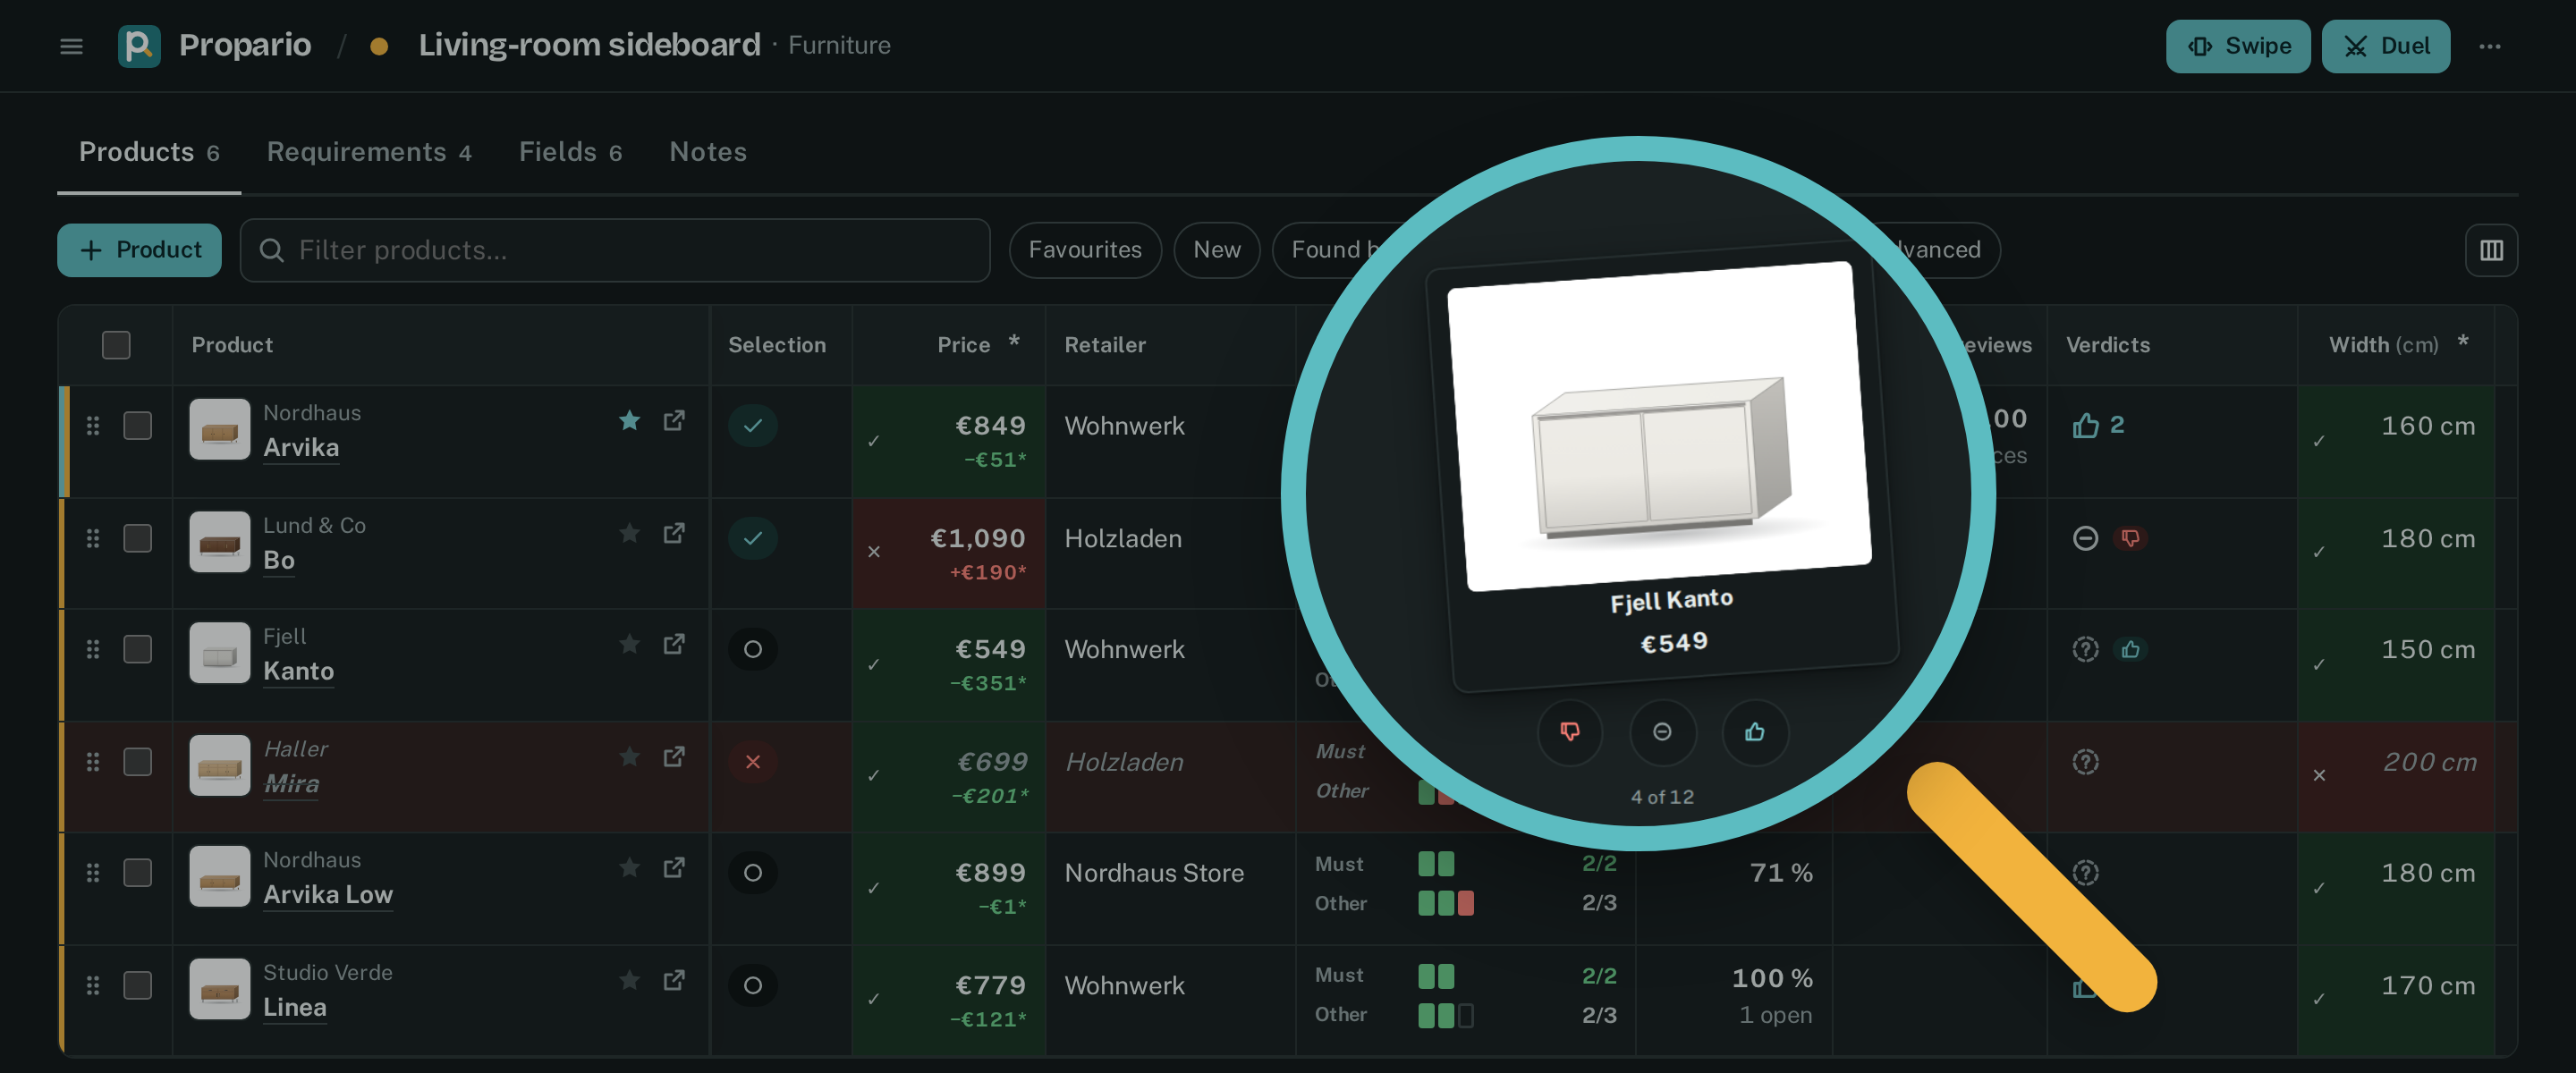 Propario / Living-room sideboard · Furniture
Swipe
Duel
Products 6
Requirements 4
Fields 6
Notes
+ Product
Filter products...
Favourites
New
Found b
dvanced
Product
Selection
Price *
Retailer
eviews
Verdicts
Width (cm) *
Nordhaus
Arvika
€849
−€51*
Wohnwerk
.00
ces
2
160 cm
Lund & Co
Bo
€1,090
+€190*
Holzladen
180 cm
Fjell
Kanto
€549
−€351*
Wohnwerk
150 cm
Haller
Mira
€699
−€201*
Holzladen
Must
Other
200 cm
Nordhaus
Arvika Low
€899
−€1*
Nordhaus Store
Must
2/2
Other
2/3
71 %
180 cm
Studio Verde
Linea
€779
−€121*
Wohnwerk
Must
2/2
Other
2/3
100 %
1 open
170 cm
Fjell Kanto
€549
4 of 12